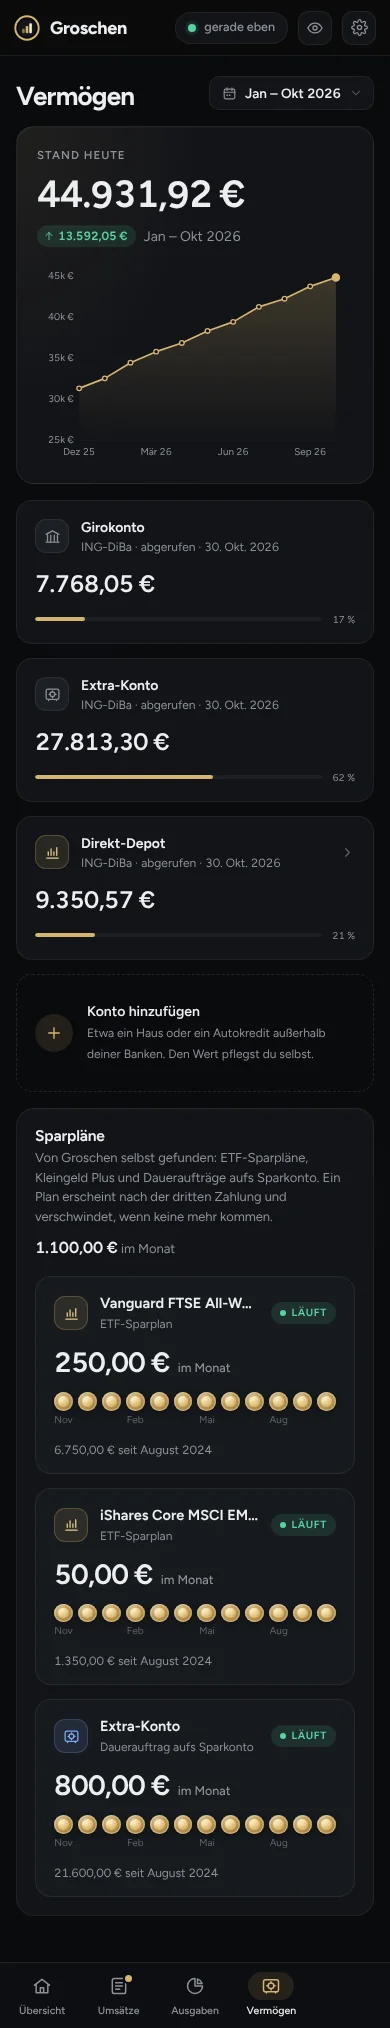 Groschen
gerade eben
Vermögen
Jan – Okt 2026
STAND HEUTE
44.931,92 €
↑ 13.592,05 € Jan – Okt 2026
45k €
40k €
35k €
30k €
25k €
Dez 25 Mär 26 Jun 26 Sep 26
Girokonto
ING-DiBa · abgerufen · 30. Okt. 2026
7.768,05 €
17 %
Extra-Konto
ING-DiBa · abgerufen · 30. Okt. 2026
27.813,30 €
62 %
Direkt-Depot
ING-DiBa · abgerufen · 30. Okt. 2026
9.350,57 €
21 %
Konto hinzufügen
Etwa ein Haus oder ein Autokredit außerhalb
deiner Banken. Den Wert pflegst du selbst.
Sparpläne
Von Groschen selbst gefunden: ETF-Sparpläne,
Kleingeld Plus und Daueraufträge aufs Sparkonto. Ein
Plan erscheint nach der dritten Zahlung und
verschwindet, wenn keine mehr kommen.
1.100,00 € im Monat
Vanguard FTSE All-W...
LÄUFT
ETF-Sparplan
250,00 € im Monat
Nov Feb Mai Aug
6.750,00 € seit August 2024
iShares Core MSCI EM...
LÄUFT
ETF-Sparplan
50,00 € im Monat
Nov Feb Mai Aug
1.350,00 € seit August 2024
Extra-Konto
LÄUFT
Dauerauftrag aufs Sparkonto
800,00 € im Monat
Nov Feb Mai Aug
21.600,00 € seit August 2024
Übersicht Umsätze Ausgaben Vermögen